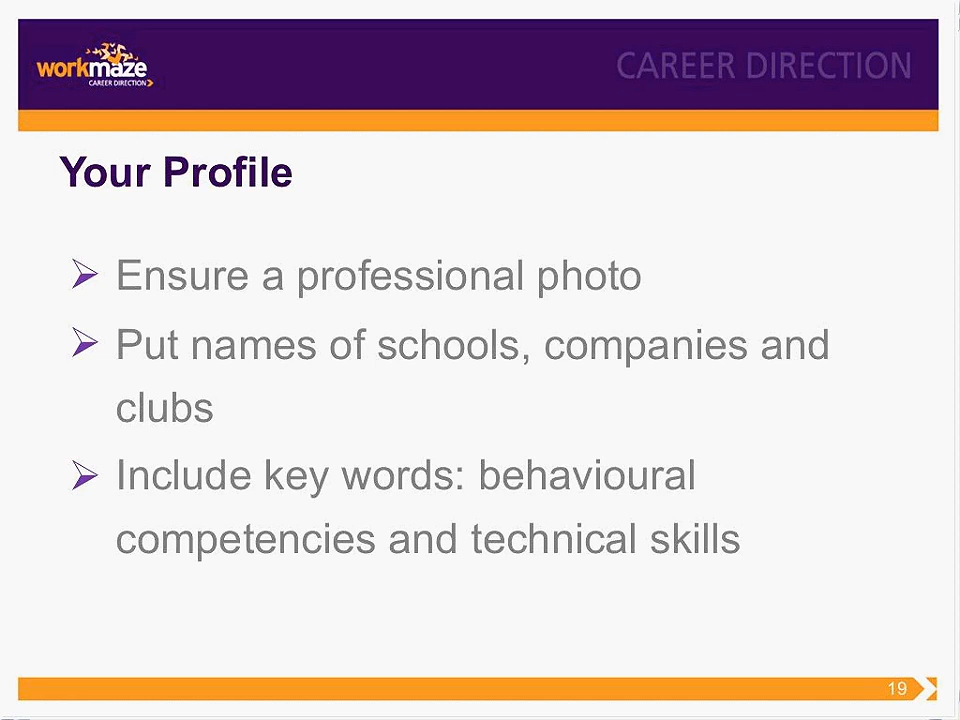 workmaze
CAREER DIRECTION
CAREER DIRECTION
Your Profile
Ensure a professional photo
Put names of schools, companies and
clubs
Include key words: behavioural
competencies and technical skills
19